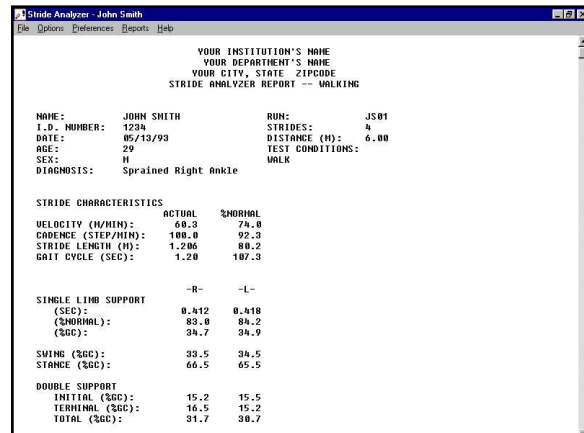 Stride Analyzer - John Smith
File Options Preferences Reports Help
YOUR INSTITUTION'S NAME
YOUR DEPARTMENT'S NAME
YOUR CITY, STATE ZIPCODE
STRIDE ANALYZER REPORT -- WALKING
NAME: JOHN SMITH RUN: JS01
I.D. NUMBER: 1234 STRIDES: 4
DATE: 05/13/93 DISTANCE (M): 6.00
AGE: 29 TEST CONDITIONS:
SEX: M WALK
DIAGNOSIS: Sprained Right Ankle
STRIDE CHARACTERISTICS
ACTUAL %NORMAL
VELOCITY (M/MIN): 60.3 74.0
CADENCE (STEP/MIN): 100.0 92.3
STRIDE LENGTH (M): 1.206 80.2
GAIT CYCLE (SEC): 1.20 107.3
-R- -L-
SINGLE LIMB SUPPORT
(SEC): 0.412 0.418
(%NORMAL): 83.0 84.2
(%GC): 34.7 34.9
SWING (%GC): 33.5 34.5
STANCE (%GC): 66.5 65.5
DOUBLE SUPPORT
INITIAL (%GC): 15.2 15.5
TERMINAL (%GC): 16.5 15.2
TOTAL (%GC): 31.7 30.7